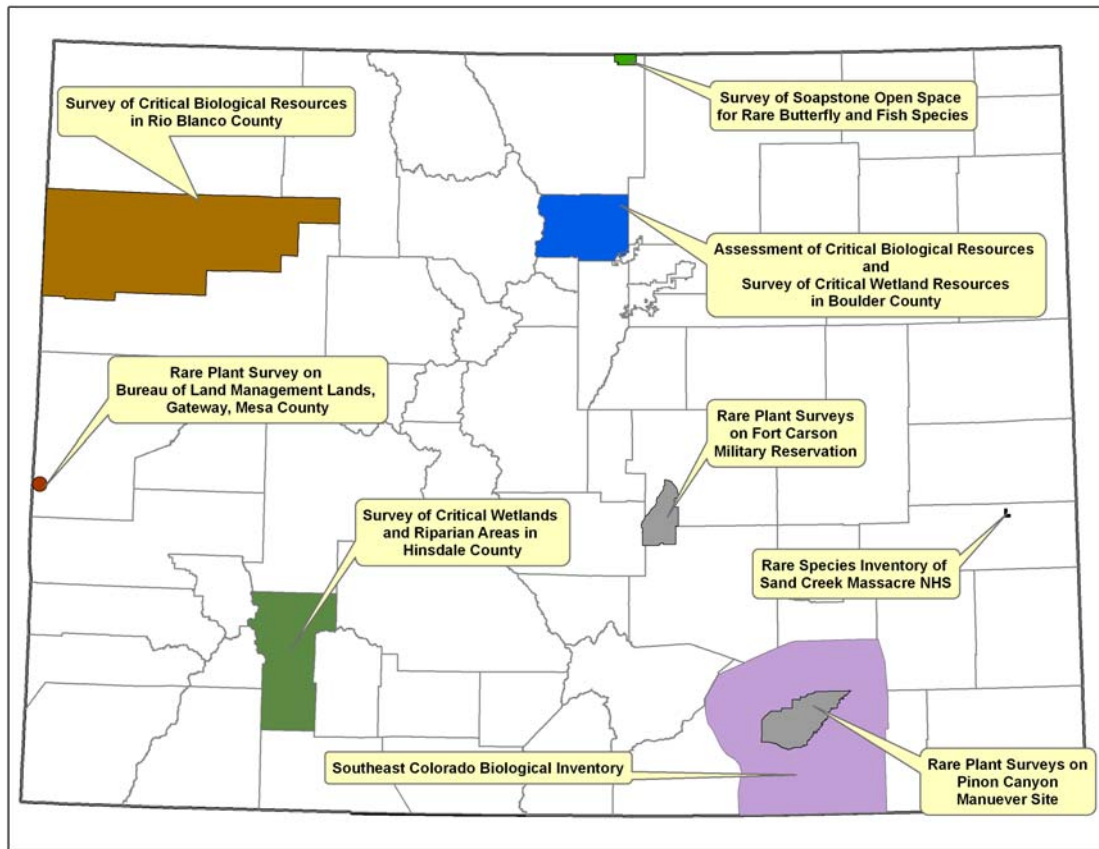 Survey of Critical Biological Resources
in Rio Blanco County
Survey of Soapstone Open Space
for Rare Butterfly and Fish Species
Assessment of Critical Biological Resources
and
Survey of Critical Wetland Resources
in Boulder County
Rare Plant Survey on
Bureau of Land Management Lands,
Gateway, Mesa County
Rare Plant Surveys
on Fort Carson
Military Reservation
Survey of Critical Wetlands
and Riparian Areas in
Hinsdale County
Rare Species Inventory of
Sand Creek Massacre NHS
Southeast Colorado Biological Inventory
Rare Plant Surveys on
Pinon Canyon
Manuever Site